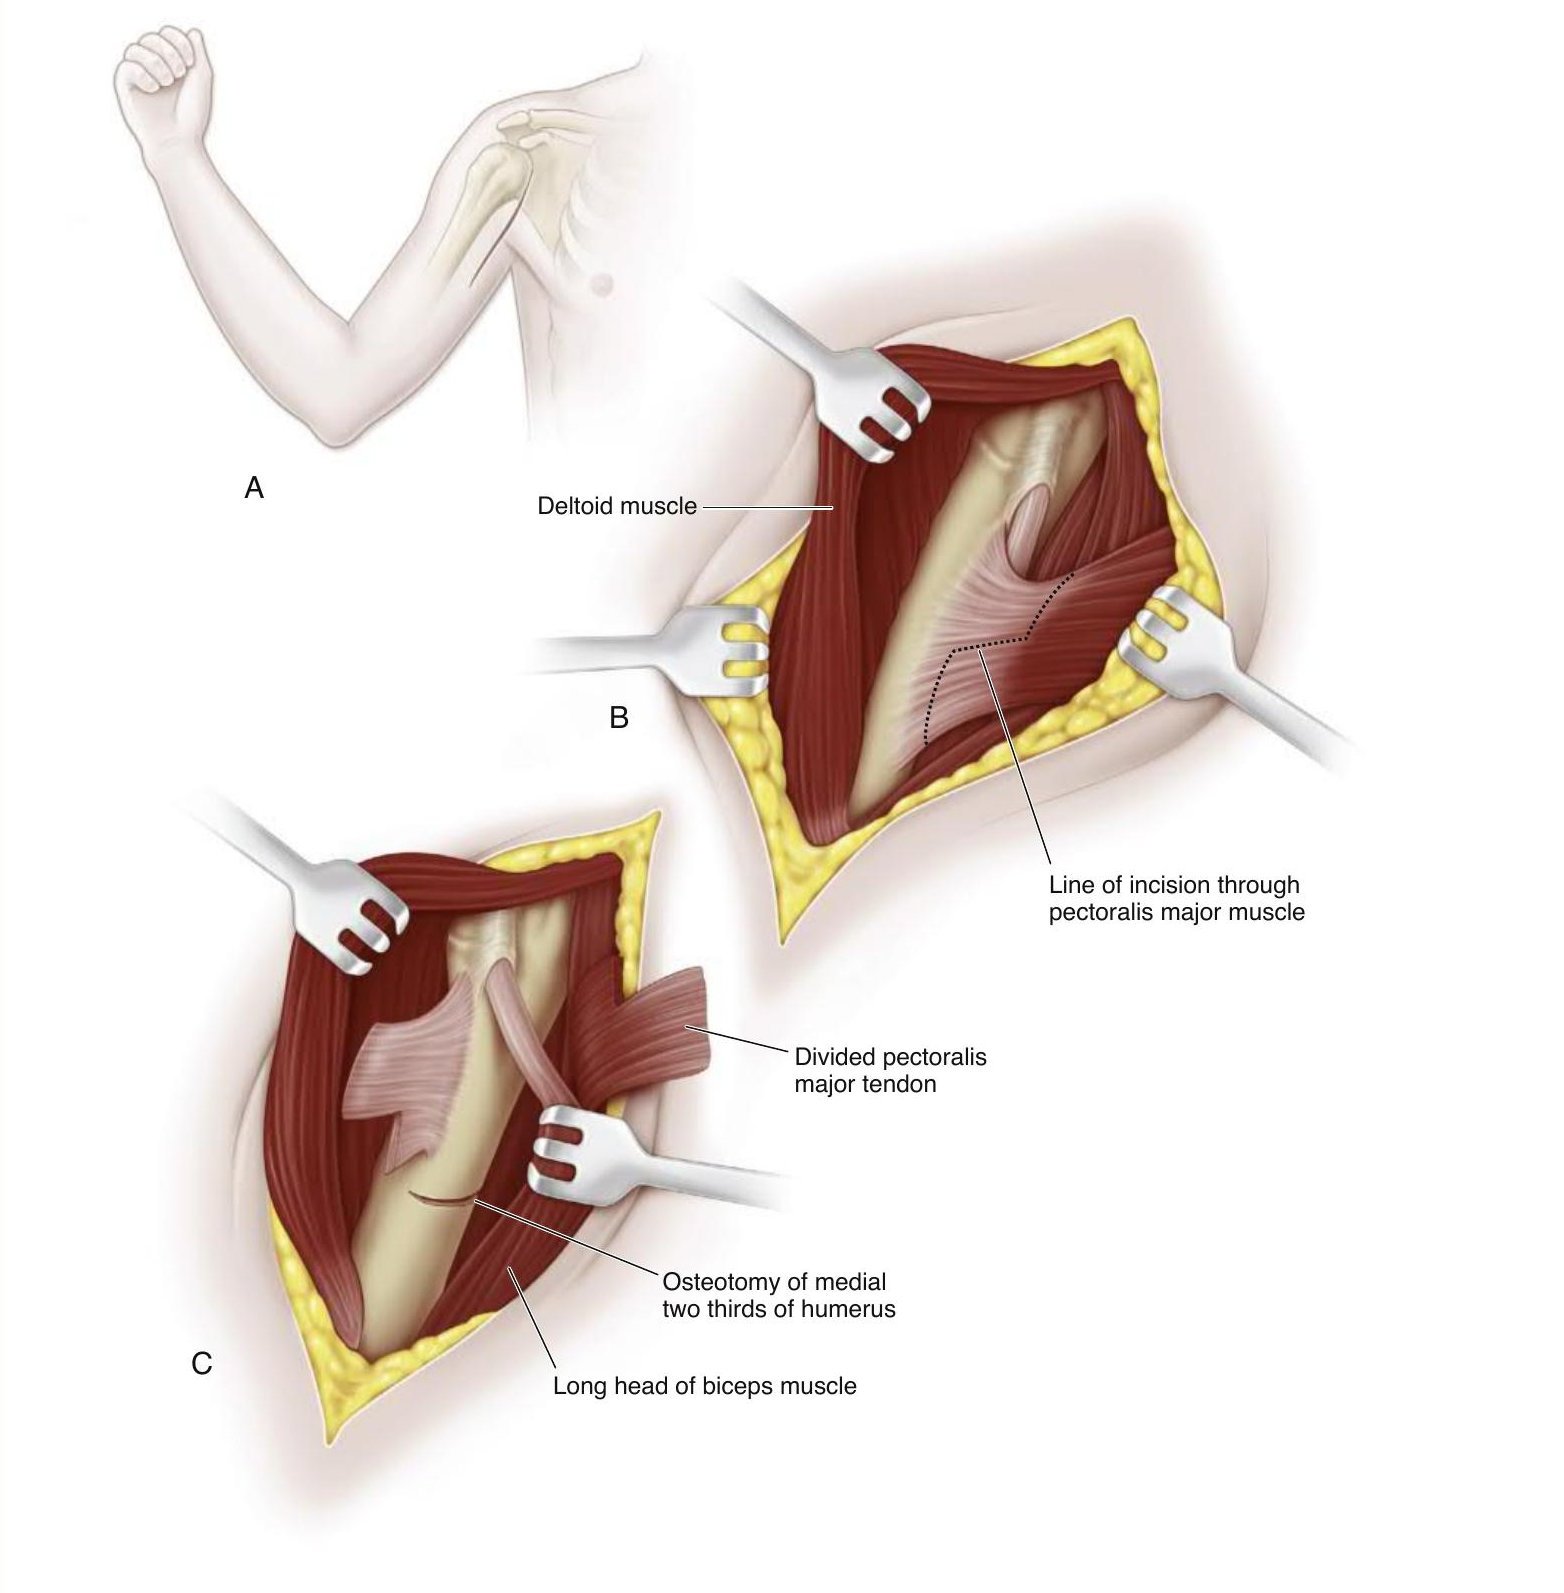 A
Deltoid muscle
B
Line of incision through
pectoralis major muscle
Divided pectoralis
major tendon
Osteotomy of medial
two thirds of humerus
C
Long head of biceps muscle